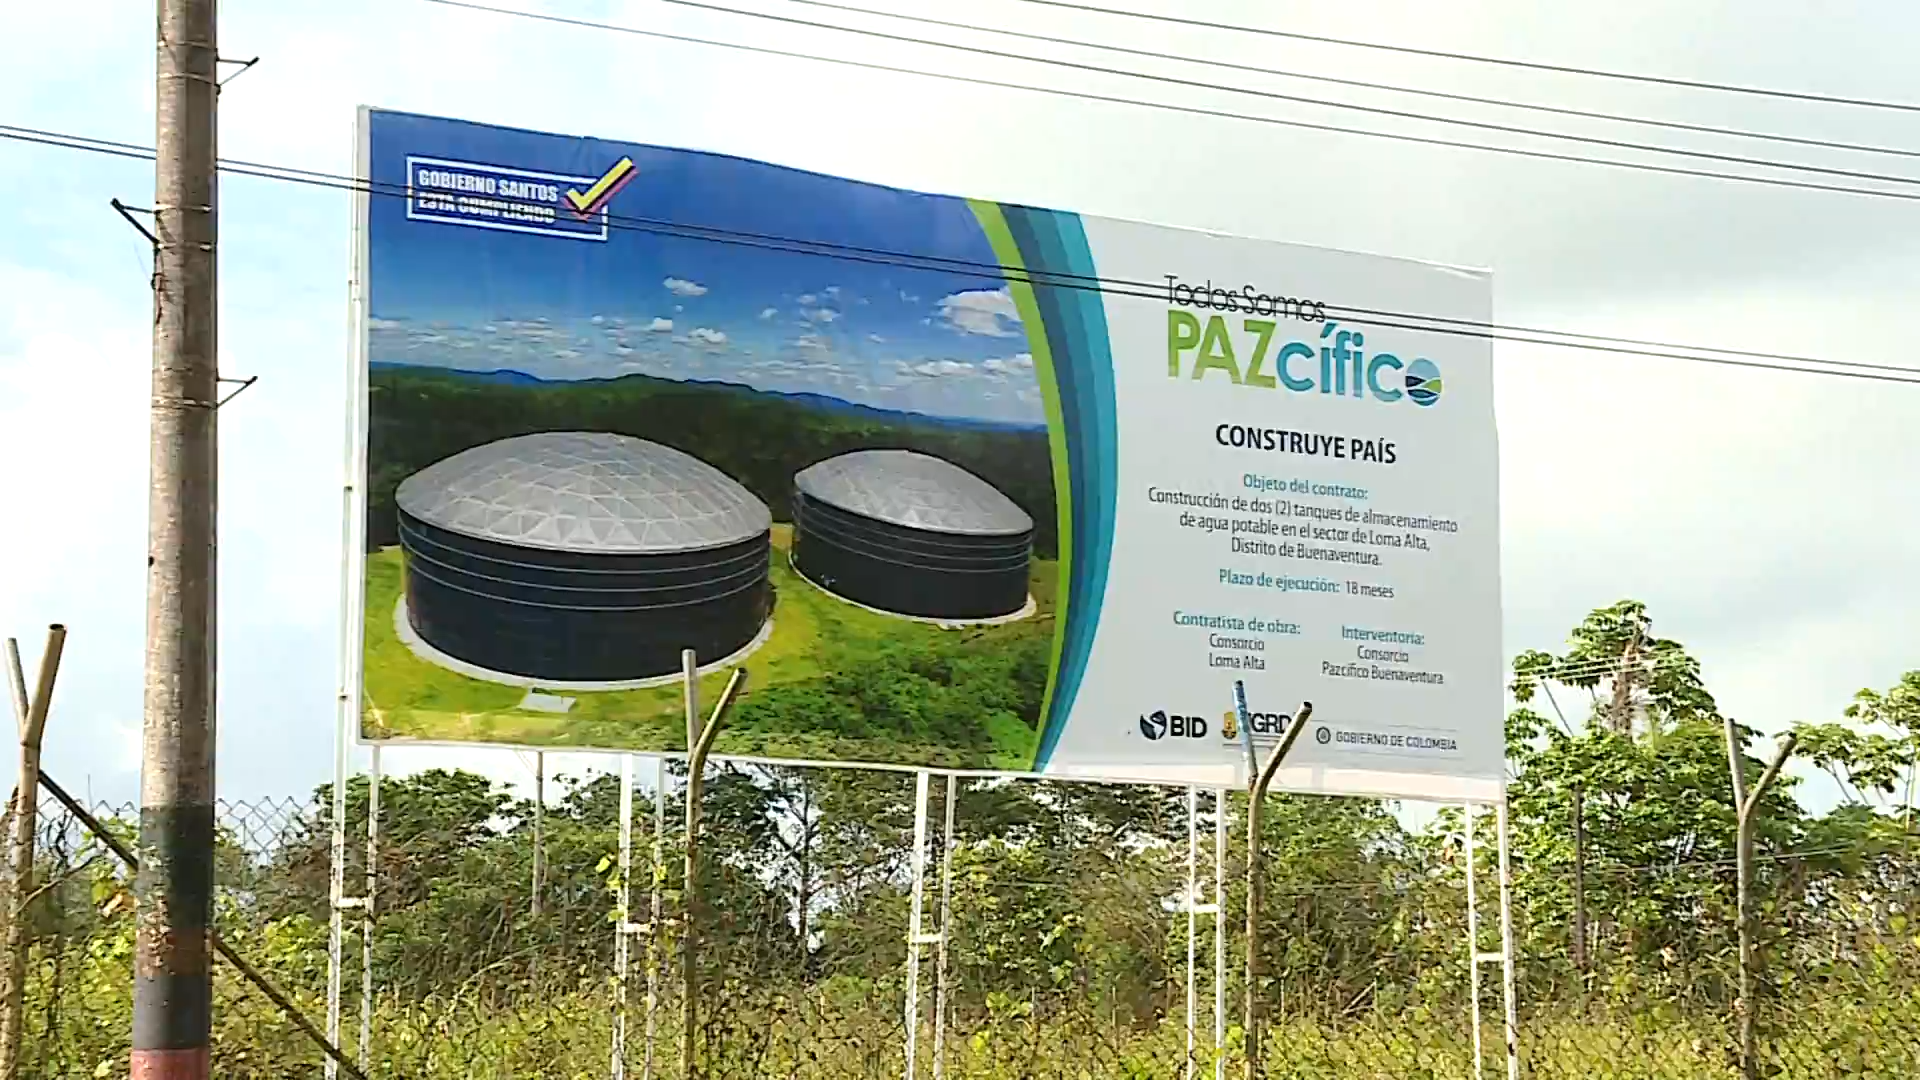 GOBIERNO SANTOS
ESTÁ CUMPLIENDO
Todos Somos
PAZcífico
CONSTRUYE PAÍS
Objeto del contrato:
Construcción de dos (2) tanques de almacenamiento
de agua potable en el sector de Loma Alta,
Distrito de Buenaventura.
Plazo de ejecución: 18 meses
Contratista de obra:
Consorcio
Loma Alta
Interventoría:
Consorcio
Pazcífico Buenaventura
BID
GOBIERNO DE COLOMBIA